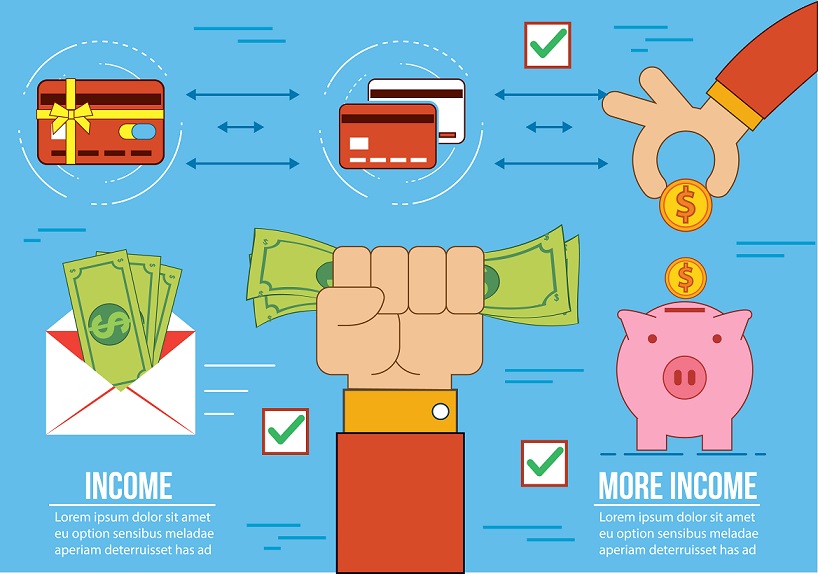 INCOME
Lorem ipsum dolor sit amet
eu option sensibus meladae
aperiam deterruisset has ad
MORE INCOME
Lorem ipsum dolor sit amet
eu option sensibus meladae
aperiam deterruisset has ad